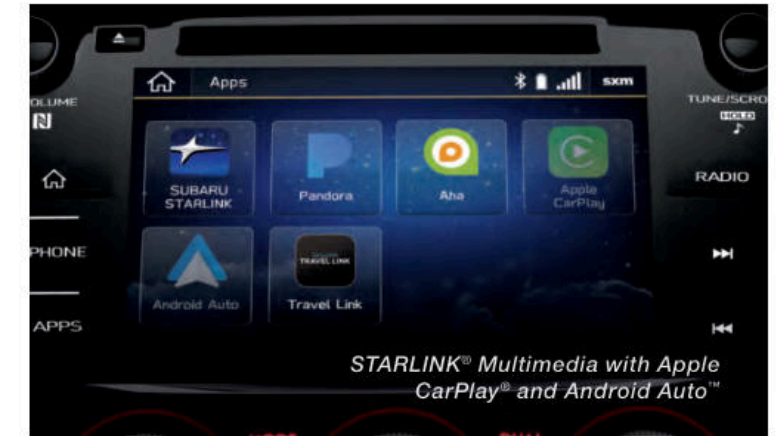 Apps
sxm
VOLUME
N
TUNE/SCRO
HOLD
RADIO
SUBARU
STARLINK
Pandora
Aha
Apple
CarPlay
PHONE
Android Auto
TRAVEL LINK
Travel Link
APPS
STARLINK® Multimedia with Apple
CarPlay® and Android Auto™